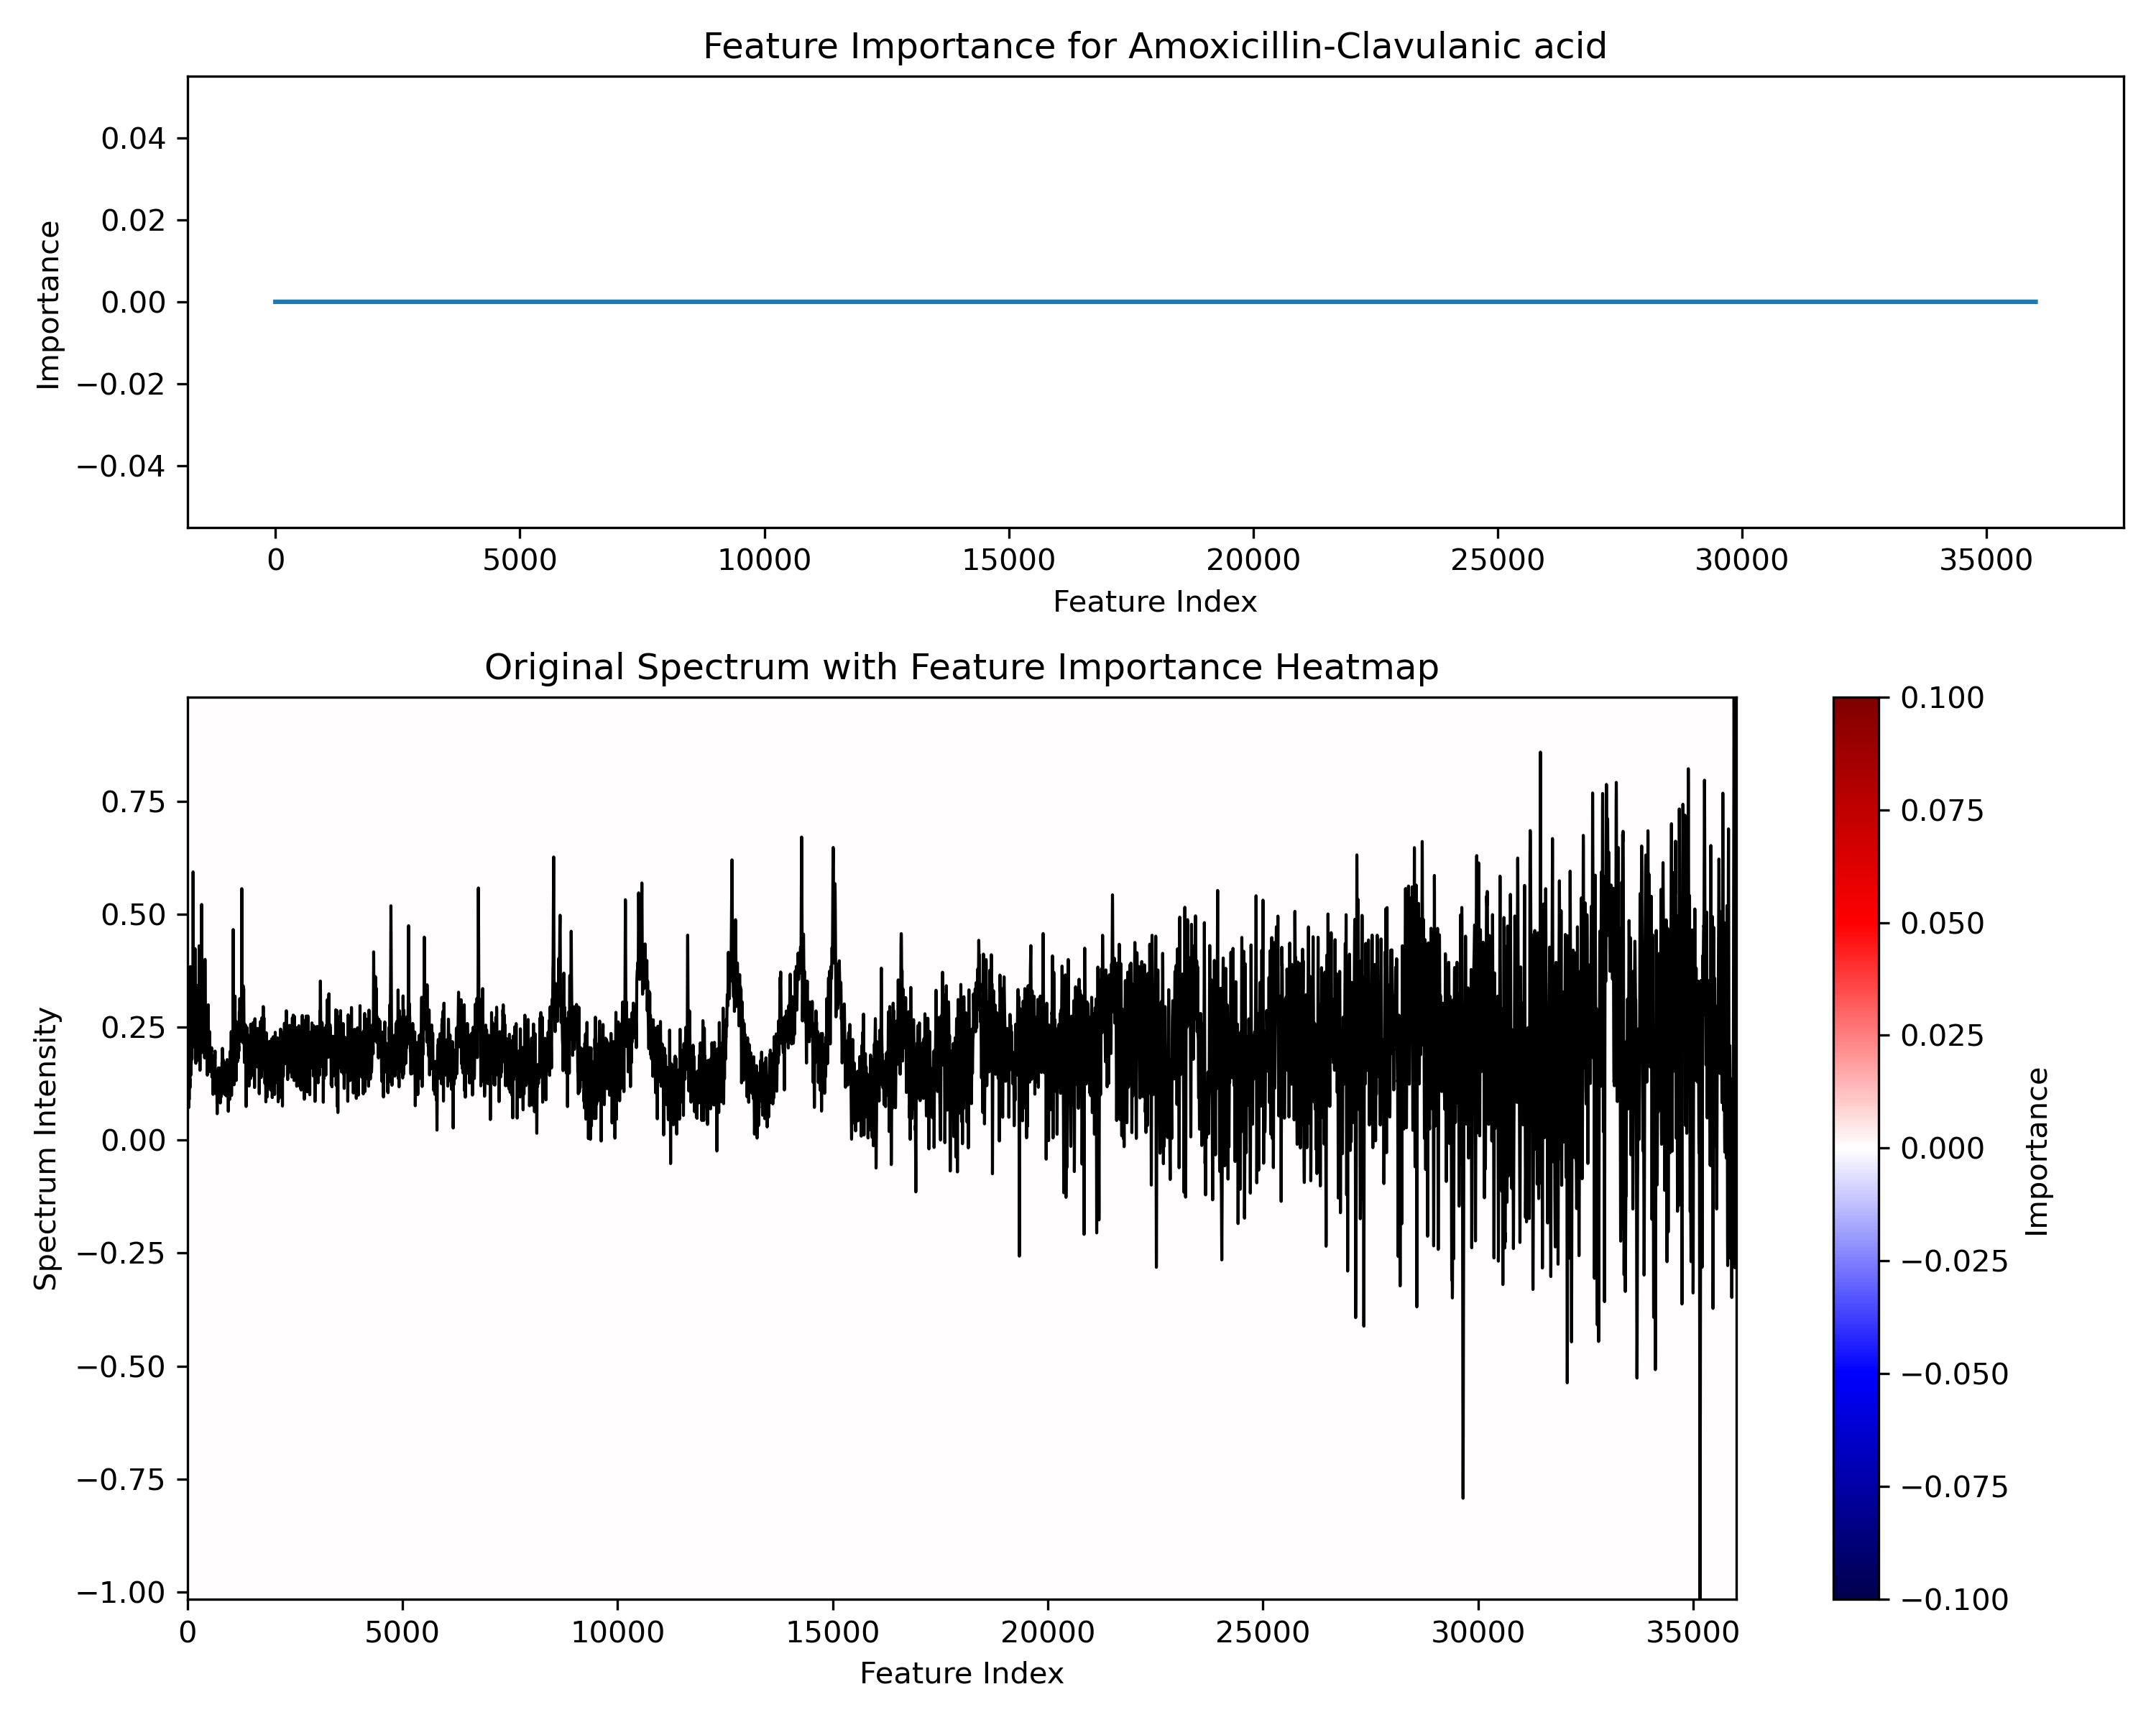 Feature Importance for Amoxicillin-Clavulanic acid
0.04
0.02
0.00
−0.02
−0.04
Importance
0 5000 10000 15000 20000 25000 30000 35000
Feature Index
Original Spectrum with Feature Importance Heatmap
0.75
0.50
0.25
0.00
−0.25
−0.50
−0.75
−1.00
Spectrum Intensity
0 5000 10000 15000 20000 25000 30000 35000
Feature Index
0.100
0.075
0.050
0.025
0.000
−0.025
−0.050
−0.075
−0.100
Importance